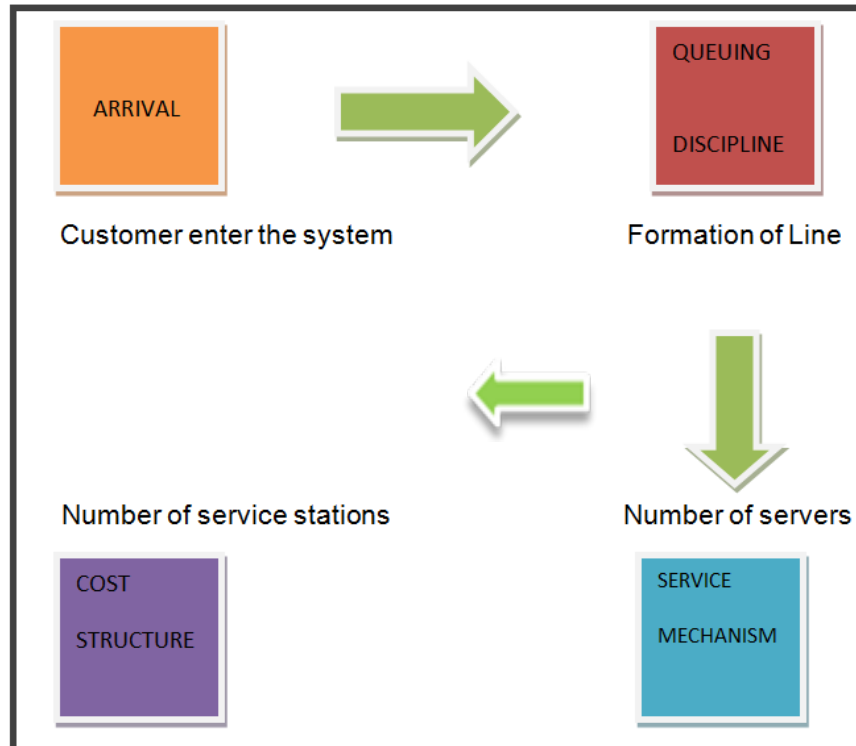 ARRIVAL
QUEUING
DISCIPLINE
Customer enter the system
Formation of Line
Number of service stations
Number of servers
COST
STRUCTURE
SERVICE
MECHANISM